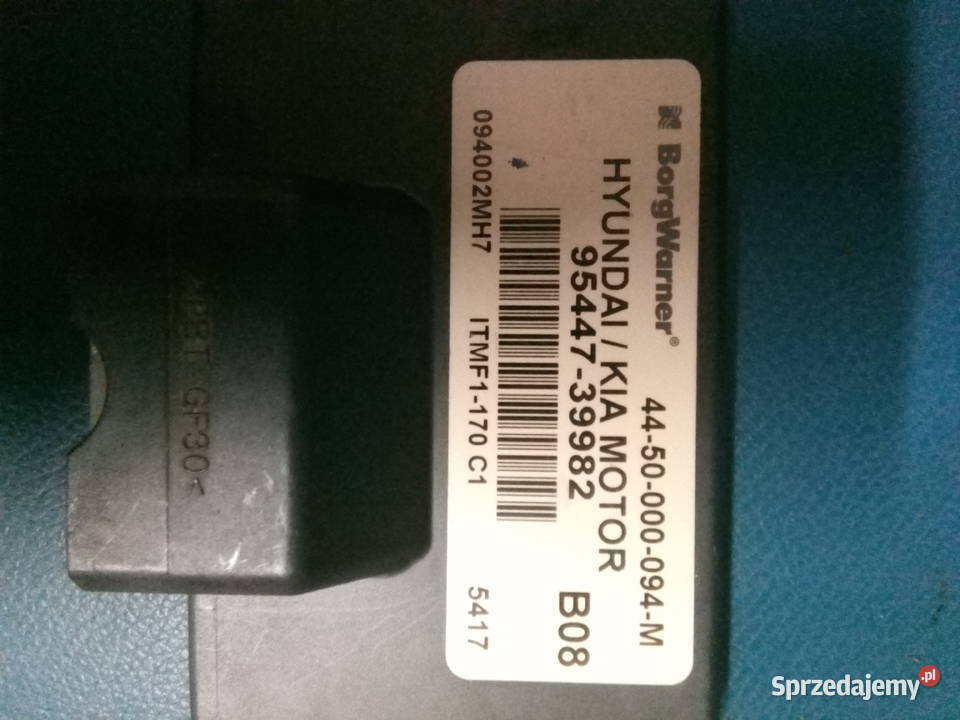 BorgWarner® 44-50-000-094-M
HYUNDAI / KIA MOTOR
95447-39982 B08
094002MH7 ITMF1-170 C1 5417
GF30<
Sprzedajemy.pl